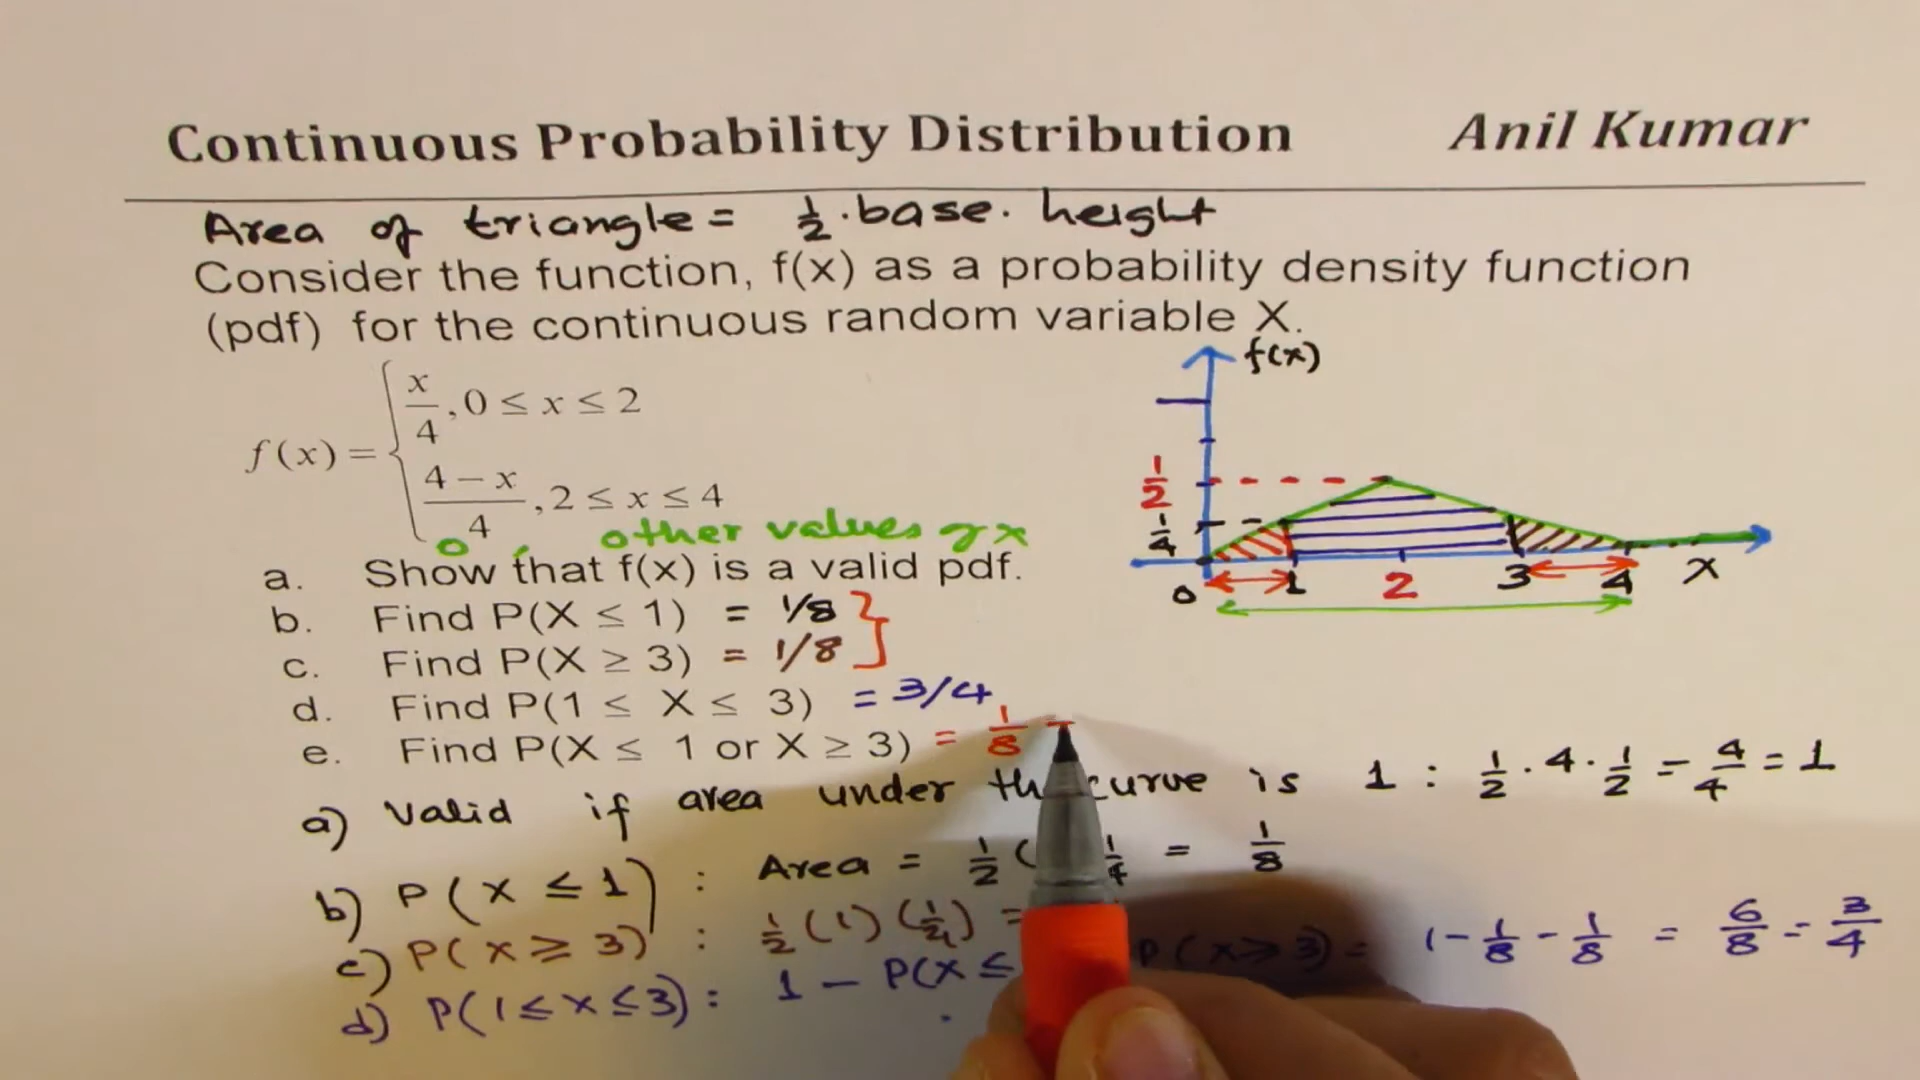 Continuous Probability Distribution Anil Kumar
Area of triangle = 1/2 · base · height
Consider the function, f(x) as a probability density function
(pdf) for the continuous random variable X.
f(x) = { x/4, 0 ≤ x ≤ 2
4 − x/4, 2 ≤ x ≤ 4
0, other values of x
f(x)
1/2
1/4
0 1 2 3 4 x
a. Show that f(x) is a valid pdf.
b. Find P(X ≤ 1) = 1/8
c. Find P(X ≥ 3) = 1/8
d. Find P(1 ≤ X ≤ 3) = 3/4
e. Find P(X ≤ 1 or X ≥ 3) = 1/8
a) Valid if area under the curve is 1 : 1/2 · 4 · 1/2 = 4/4 = 1
b) P(x ≤ 1) : Area = 1/2 ( 1/4 = 1/8
c) P(x ≥ 3) : 1/2 (1) (1/4) =
d) P(1 ≤ x ≤ 3) : 1 − P(x ≤ P(x ≥ 3) = 1 − 1/8 − 1/8 = 6/8 = 3/4